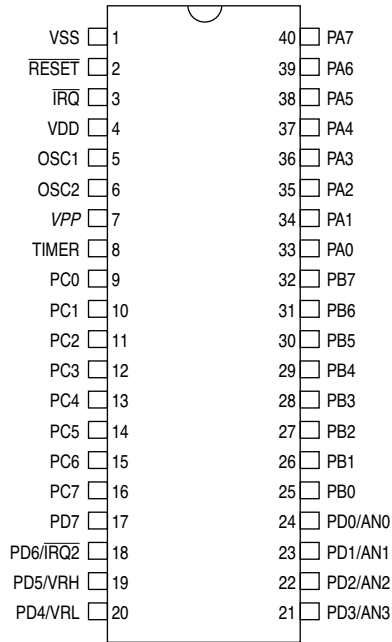 VSS 1 40 PA7
RESET 2 39 PA6
IRQ 3 38 PA5
VDD 4 37 PA4
OSC1 5 36 PA3
OSC2 6 35 PA2
VPP 7 34 PA1
TIMER 8 33 PA0
PC0 9 32 PB7
PC1 10 31 PB6
PC2 11 30 PB5
PC3 12 29 PB4
PC4 13 28 PB3
PC5 14 27 PB2
PC6 15 26 PB1
PC7 16 25 PB0
PD7 17 24 PD0/AN0
PD6/IRQ2 18 23 PD1/AN1
PD5/VRH 19 22 PD2/AN2
PD4/VRL 20 21 PD3/AN3